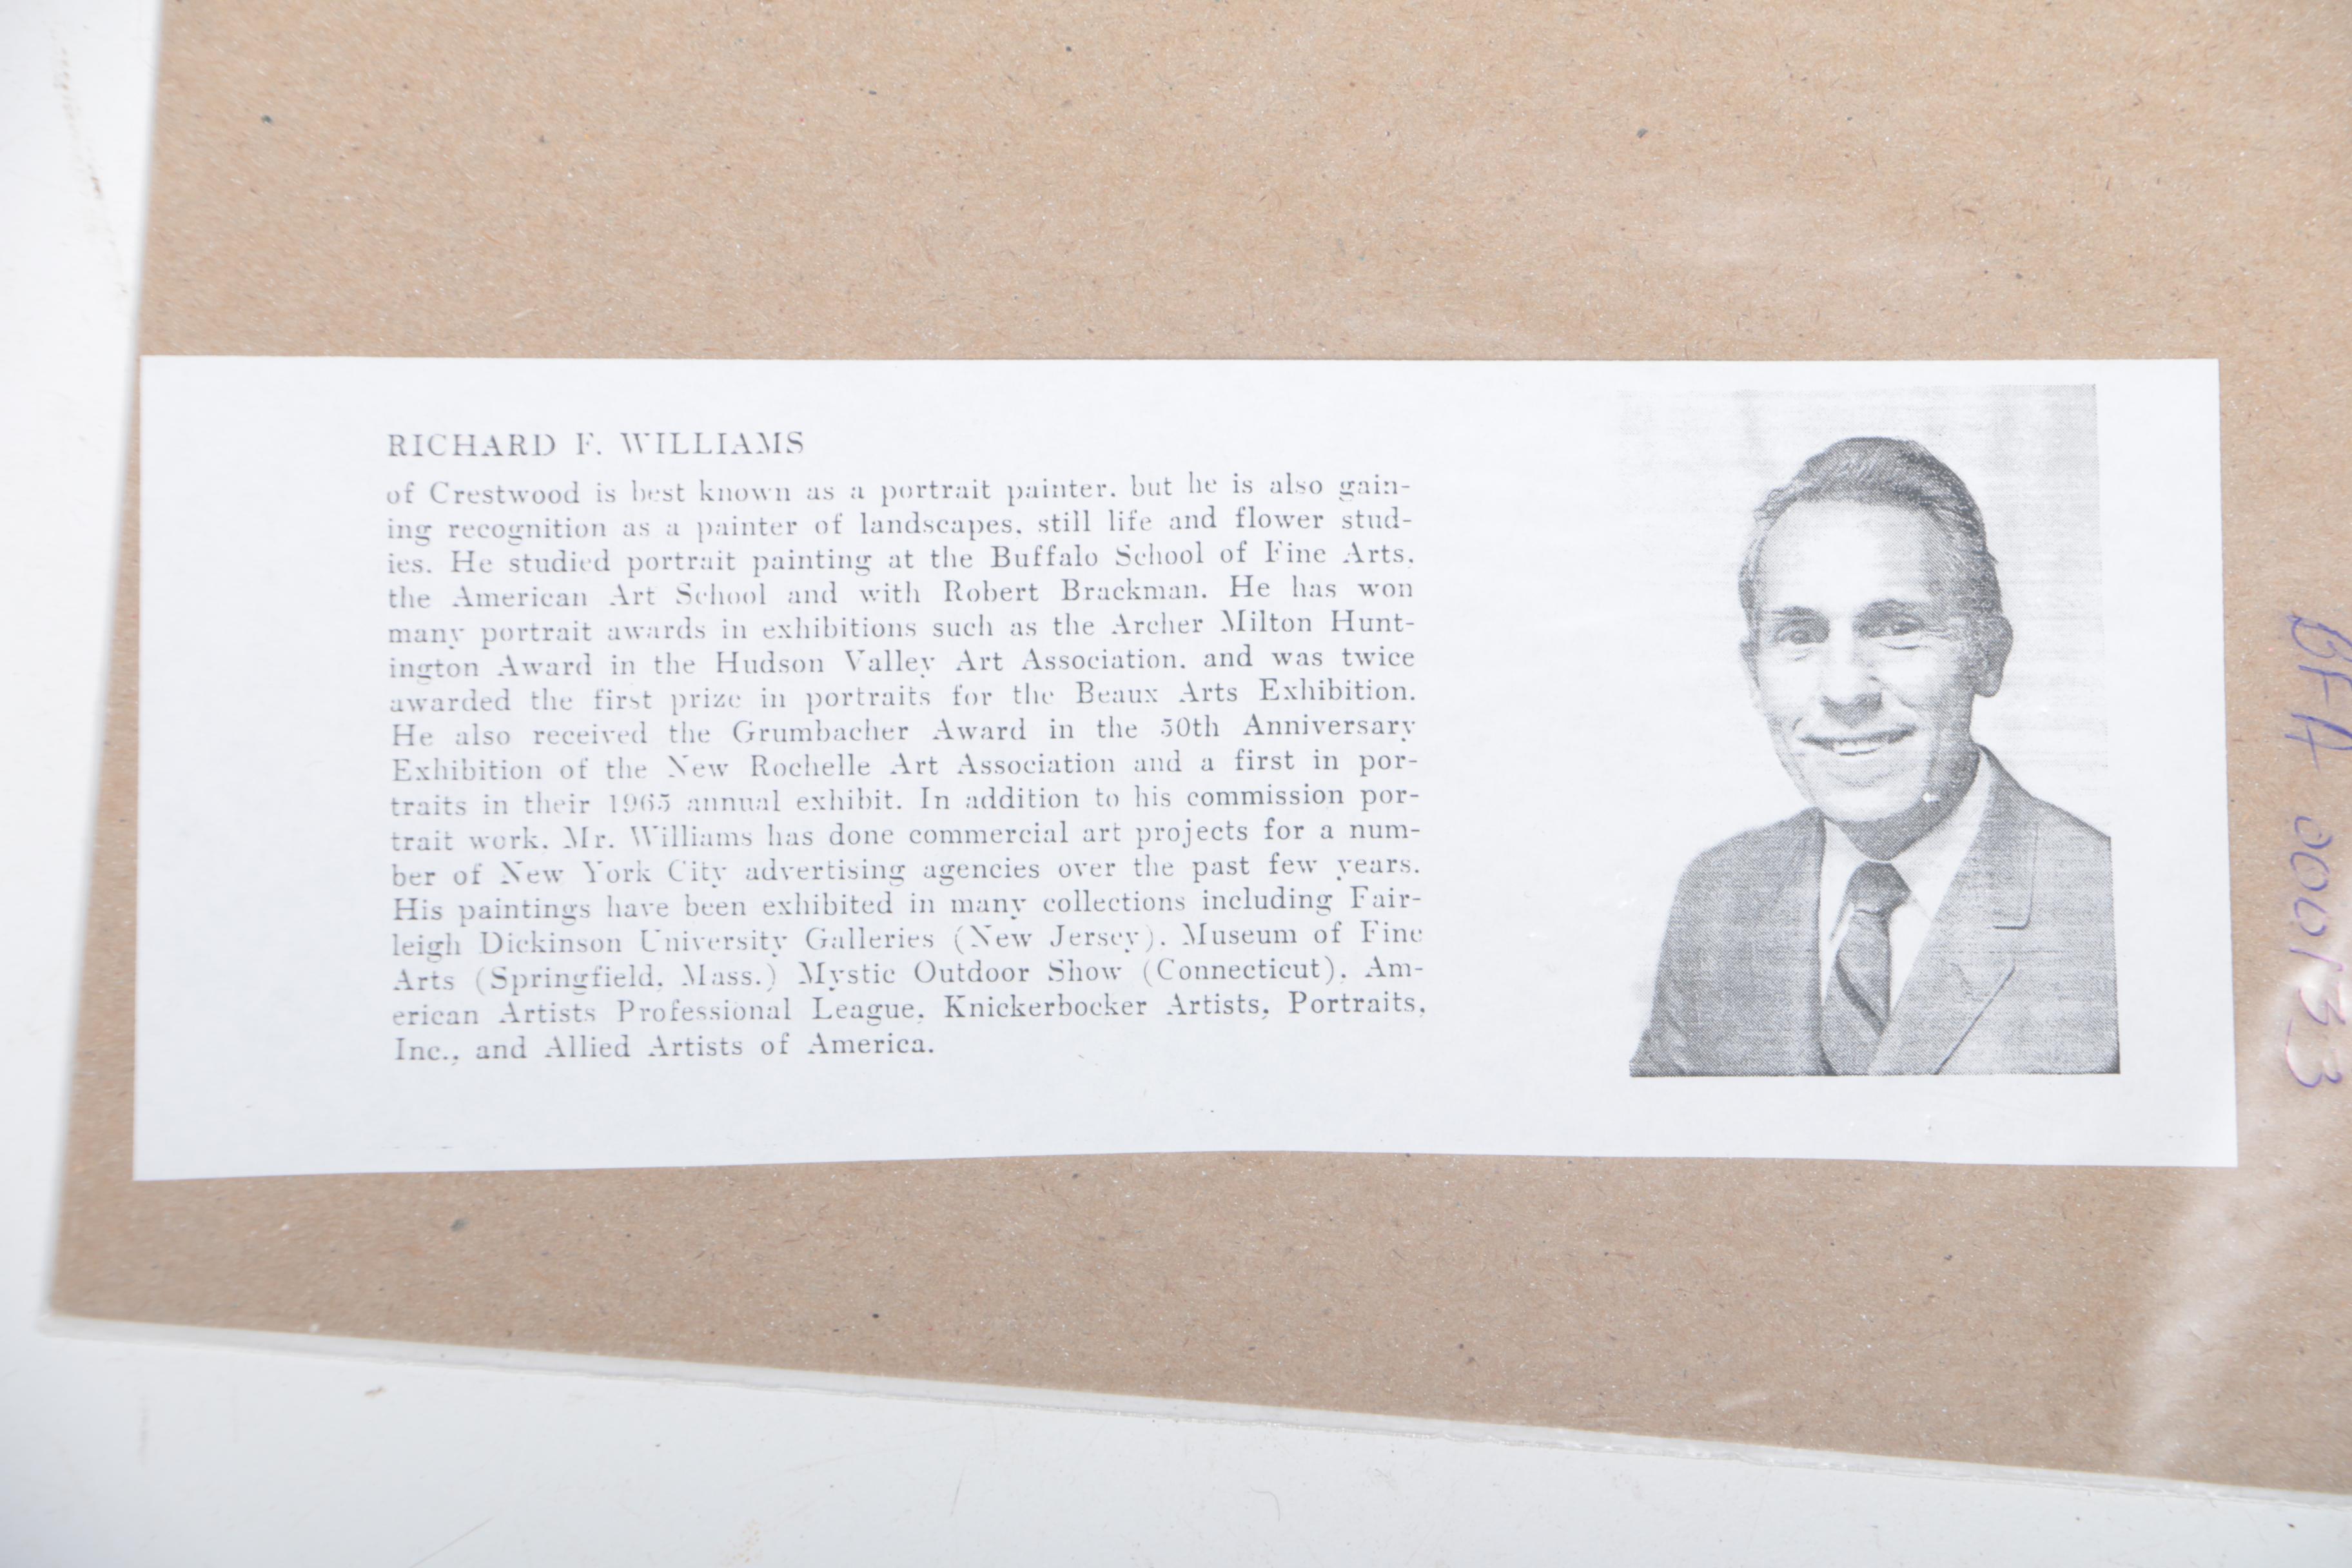 RICHARD F. WILLIAMS
of Crestwood is best known as a portrait painter, but he is also gain-
ing recognition as a painter of landscapes, still life and flower stud-
ies. He studied portrait painting at the Buffalo School of Fine Arts,
the American Art School and with Robert Brackman. He has won
many portrait awards in exhibitions such as the Archer Milton Hunt-
ington Award in the Hudson Valley Art Association, and was twice
awarded the first prize in portraits for the Beaux Arts Exhibition.
He also received the Grumbacher Award in the 50th Anniversary
Exhibition of the New Rochelle Art Association and a first in por-
traits in their 1965 annual exhibit. In addition to his commission por-
trait work, Mr. Williams has done commercial art projects for a num-
ber of New York City advertising agencies over the past few years.
His paintings have been exhibited in many collections including Fair-
leigh Dickinson University Galleries (New Jersey), Museum of Fine
Arts (Springfield, Mass.) Mystic Outdoor Show (Connecticut), Am-
erican Artists Professional League, Knickerbocker Artists, Portraits,
Inc., and Allied Artists of America.
BFA 000133